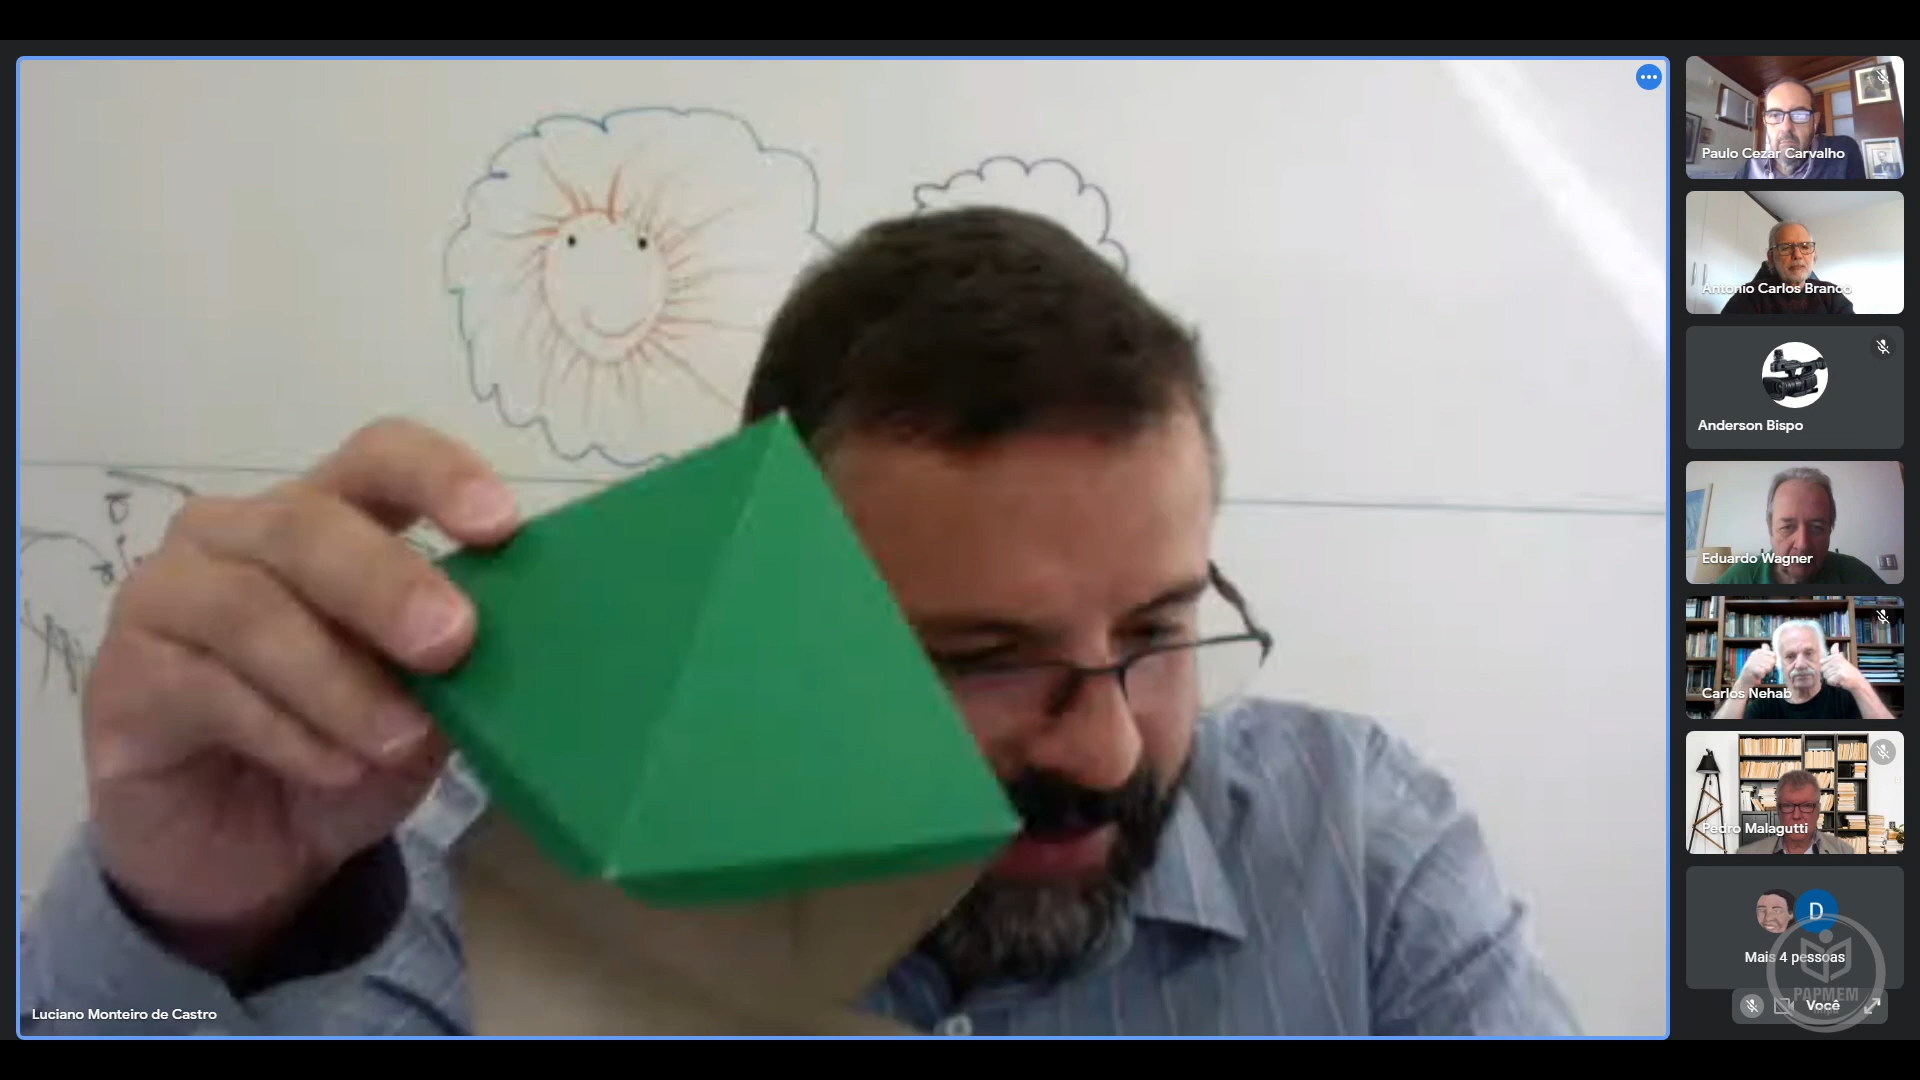 Luciano Monteiro de Castro
Paulo Cezar Carvalho
Antonio Carlos Branco
Anderson Bispo
Eduardo Wagner
Carlos Nehab
Pedro Malagutti
D
Mais 4 pessoas
PAPMEM
Você